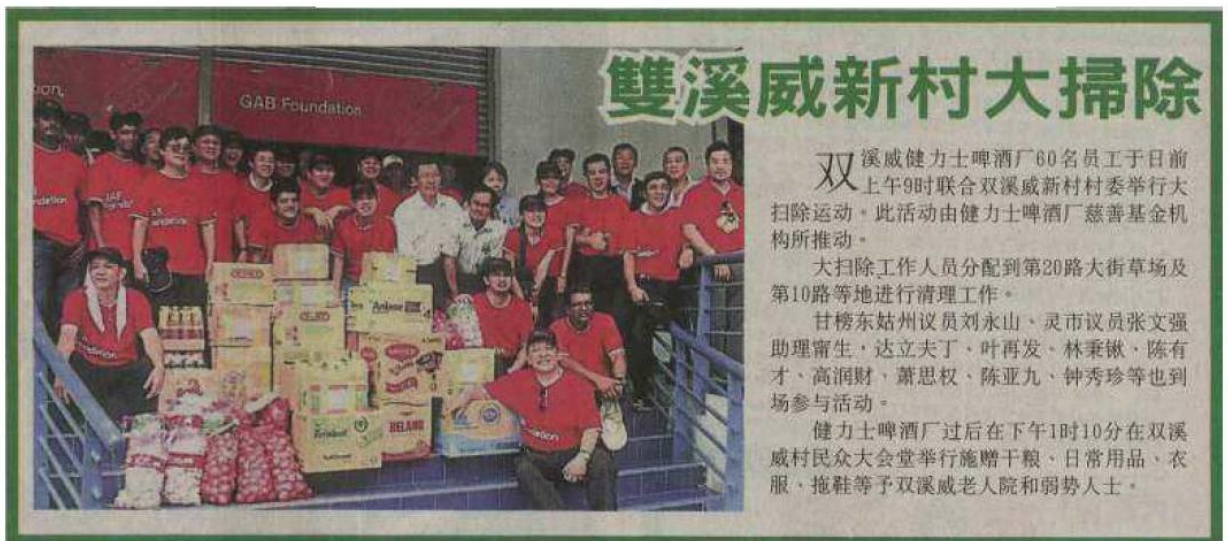 雙溪威新村大掃除
GAB Foundation
双溪威健力士啤酒厂60名员工于日前
上午9时联合双溪威新村村委举行大
扫除运动。此活动由健力士啤酒厂慈善基金机
构所推动。
大扫除工作人员分配到第20路大街草场及
第10路等地进行清理工作。
甘榜东姑州议员刘永山、灵市议员张文强
助理甯生，达立夫丁、叶再发、林秉锹、陈有
才、高润财、萧思权、陈亚九、钟秀珍等也到
场参与活动。
健力士啤酒厂过后在下午1时10分在双溪
威村民众大会堂举行施赠干粮、日常用品、衣
服、拖鞋等予双溪威老人院和弱势人士。
GAB
Anlene
BELANG